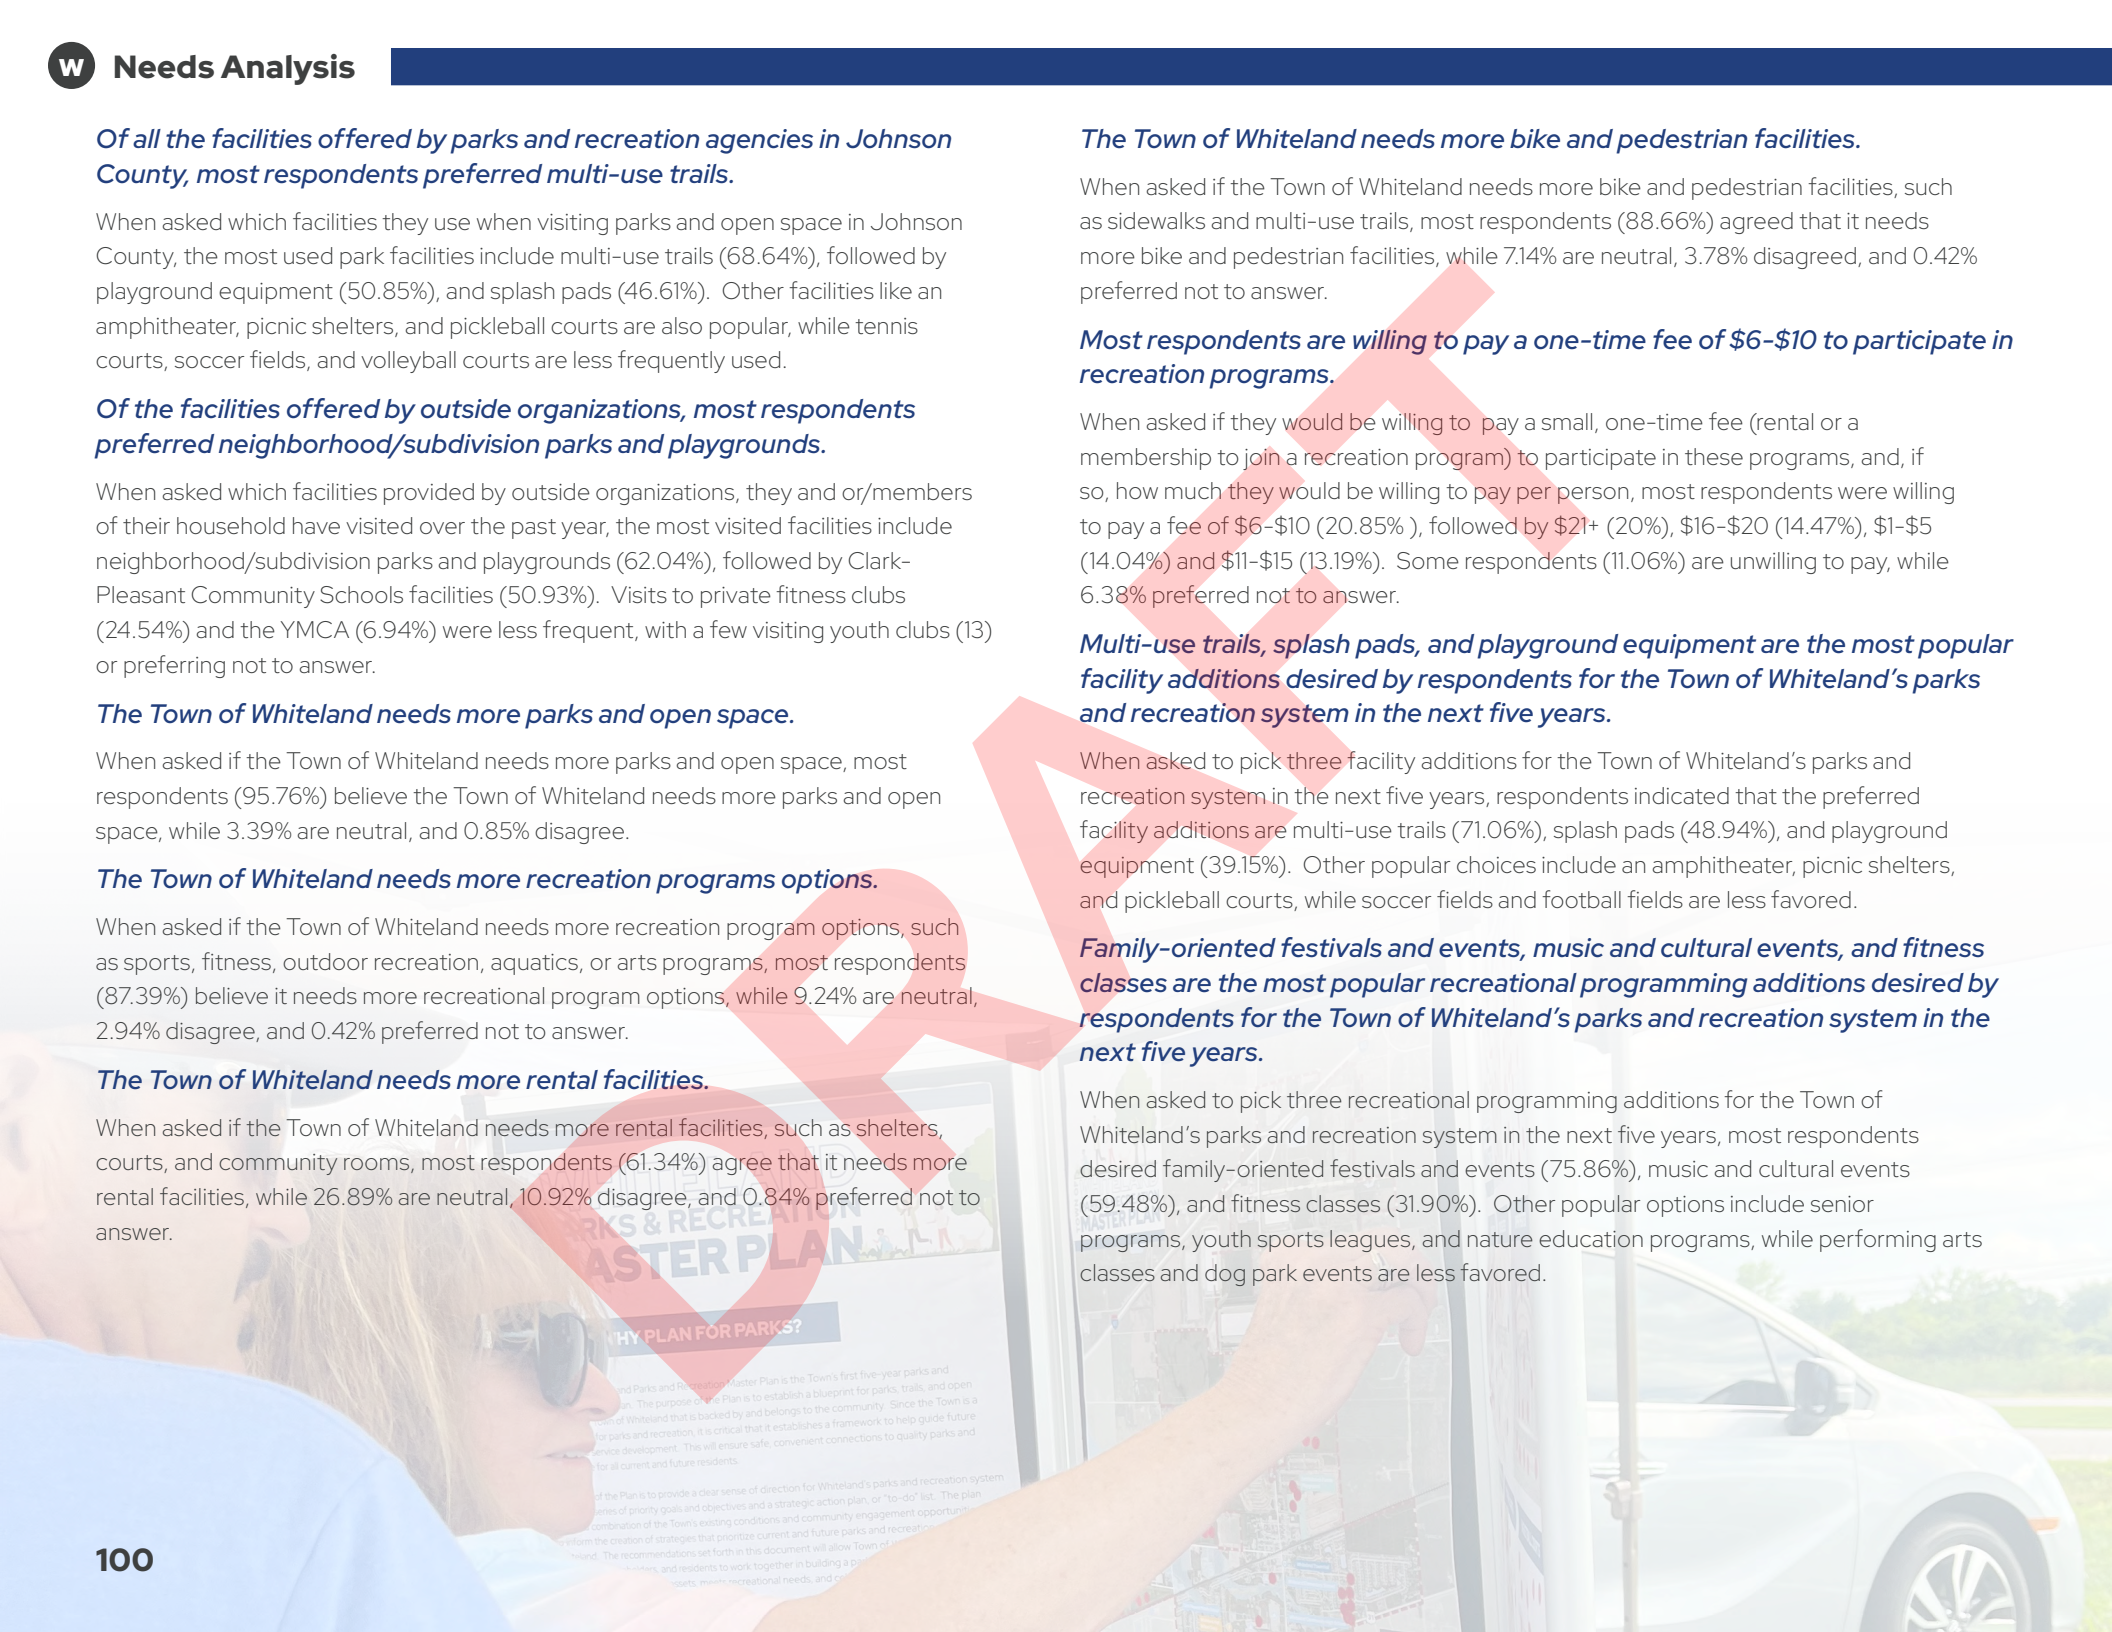 W Needs Analysis
Of all the facilities offered by parks and recreation agencies in Johnson
County, most respondents preferred multi-use trails.
When asked which facilities they use when visiting parks and open space in Johnson
County, the most used park facilities include multi-use trails (68.64%), followed by
playground equipment (50.85%), and splash pads (46.61%).  Other facilities like an
amphitheater, picnic shelters, and pickleball courts are also popular, while tennis
courts, soccer fields, and volleyball courts are less frequently used.
Of the facilities offered by outside organizations, most respondents
preferred neighborhood/subdivision parks and playgrounds.
When asked which facilities provided by outside organizations, they and or/members
of their household have visited over the past year, the most visited facilities include
neighborhood/subdivision parks and playgrounds (62.04%), followed by Clark-
Pleasant Community Schools facilities (50.93%).  Visits to private fitness clubs
(24.54%) and the YMCA (6.94%) were less frequent, with a few visiting youth clubs (13)
or preferring not to answer.
The Town of Whiteland needs more parks and open space.
When asked if the Town of Whiteland needs more parks and open space, most
respondents (95.76%) believe the Town of Whiteland needs more parks and open
space, while 3.39% are neutral, and 0.85% disagree.
The Town of Whiteland needs more recreation programs options.
When asked if the Town of Whiteland needs more recreation program options, such
as sports, fitness, outdoor recreation, aquatics, or arts programs, most respondents
(87.39%) believe it needs more recreational program options, while 9.24% are neutral,
2.94% disagree, and 0.42% preferred not to answer.
The Town of Whiteland needs more rental facilities.
When asked if the Town of Whiteland needs more rental facilities, such as shelters,
courts, and community rooms, most respondents (61.34%) agree that it needs more
rental facilities, while 26.89% are neutral, 10.92% disagree, and 0.84% preferred not to
answer.
The Town of Whiteland needs more bike and pedestrian facilities.
When asked if the Town of Whiteland needs more bike and pedestrian facilities, such
as sidewalks and multi-use trails, most respondents (88.66%) agreed that it needs
more bike and pedestrian facilities, while 7.14% are neutral, 3.78% disagreed, and 0.42%
preferred not to answer.
Most respondents are willing to pay a one-time fee of $6-$10 to participate in
recreation programs.
When asked if they would be willing to  pay a small, one-time fee (rental or a
membership to join a recreation program) to participate in these programs, and, if
so, how much they would be willing to pay per person, most respondents were willing
to pay a fee of $6-$10 (20.85% ), followed by $21+ (20%), $16-$20 (14.47%), $1-$5
(14.04%) and $11-$15 (13.19%).  Some respondents (11.06%) are unwilling to pay, while
6.38% preferred not to answer.
Multi-use trails, splash pads, and playground equipment are the most popular
facility additions desired by respondents for the Town of Whiteland's parks
and recreation system in the next five years.
When asked to pick three facility additions for the Town of Whiteland's parks and
recreation system in the next five years, respondents indicated that the preferred
facility additions are multi-use trails (71.06%), splash pads (48.94%), and playground
equipment (39.15%).  Other popular choices include an amphitheater, picnic shelters,
and pickleball courts, while soccer fields and football fields are less favored.
Family-oriented festivals and events, music and cultural events, and fitness
classes are the most popular recreational programming additions desired by
respondents for the Town of Whiteland's parks and recreation system in the
next five years.
When asked to pick three recreational programming additions for the Town of
Whiteland's parks and recreation system in the next five years, most respondents
desired family-oriented festivals and events (75.86%), music and cultural events
(59.48%), and fitness classes (31.90%).  Other popular options include senior
programs, youth sports leagues, and nature education programs, while performing arts
classes and dog park events are less favored.
DRAFT
WHITELAND
PARKS & RECREATION
MASTER PLAN
WHY PLAN FOR PARKS?
MASTER PLAN
100